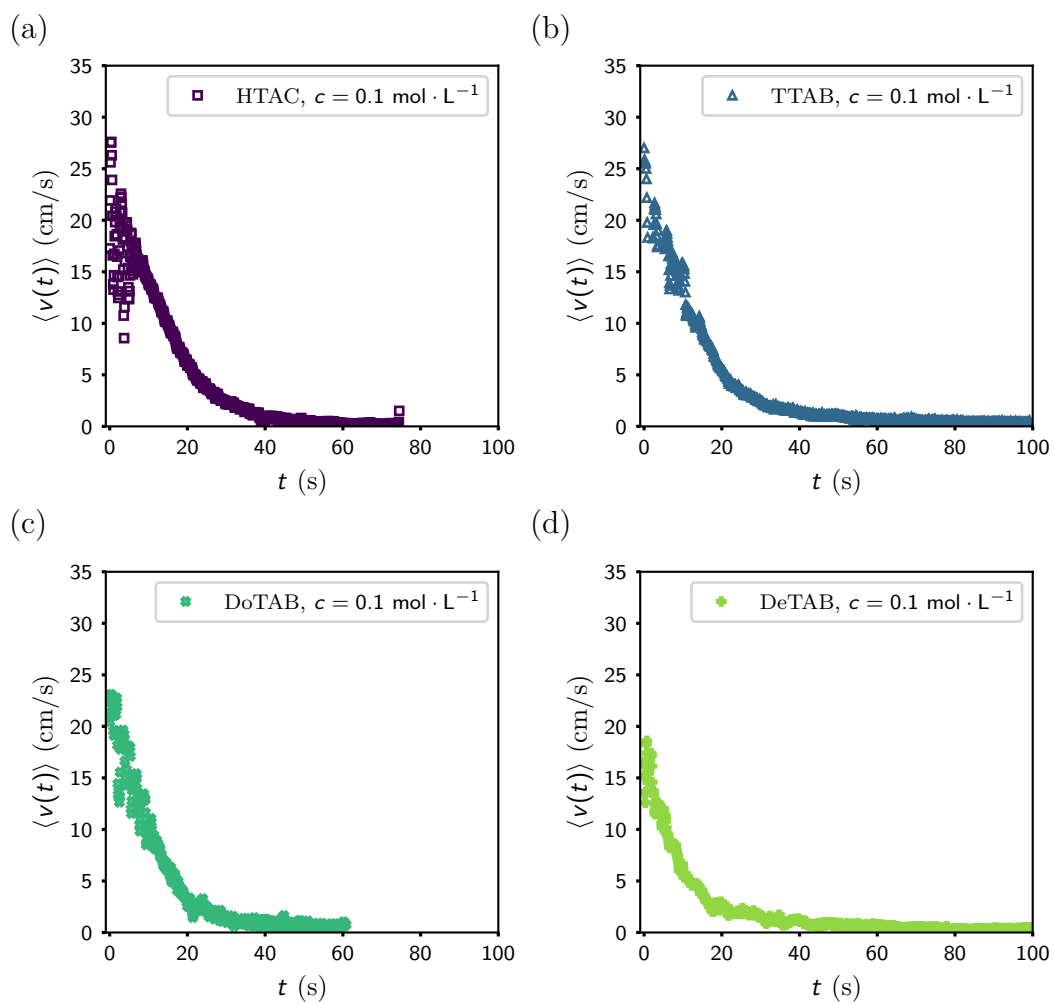 (a)
35
30
25
20
15
10
5
0
⟨v(t)⟩ (cm/s)
HTAC, c = 0.1 mol · L⁻¹
0 20 40 60 80 100
t (s)
(b)
35
30
25
20
15
10
5
0
⟨v(t)⟩ (cm/s)
TTAB, c = 0.1 mol · L⁻¹
0 20 40 60 80 100
t (s)
(c)
35
30
25
20
15
10
5
0
⟨v(t)⟩ (cm/s)
DoTAB, c = 0.1 mol · L⁻¹
0 20 40 60 80 100
t (s)
(d)
35
30
25
20
15
10
5
0
⟨v(t)⟩ (cm/s)
DeTAB, c = 0.1 mol · L⁻¹
0 20 40 60 80 100
t (s)